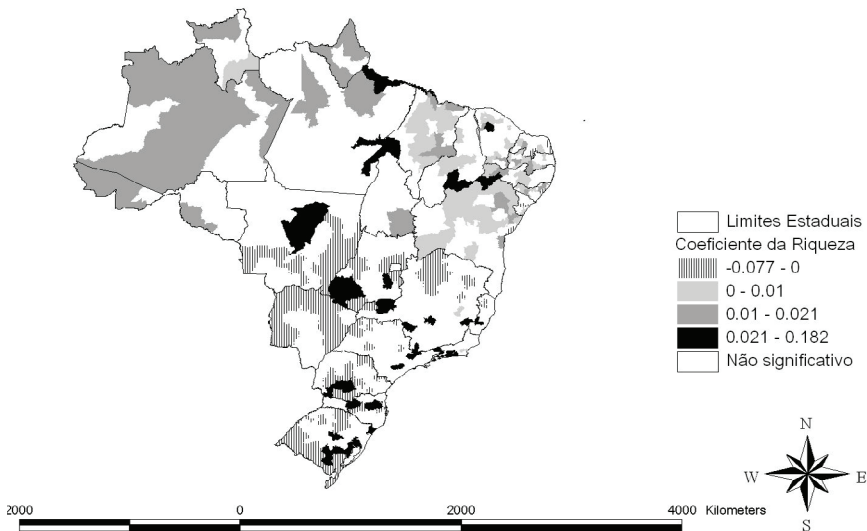 Limites Estaduais
Coeficiente da Riqueza
-0.077 - 0
0 - 0.01
0.01 - 0.021
0.021 - 0.182
Não significativo
N
W E
S
2000 0 2000 4000 Kilometers